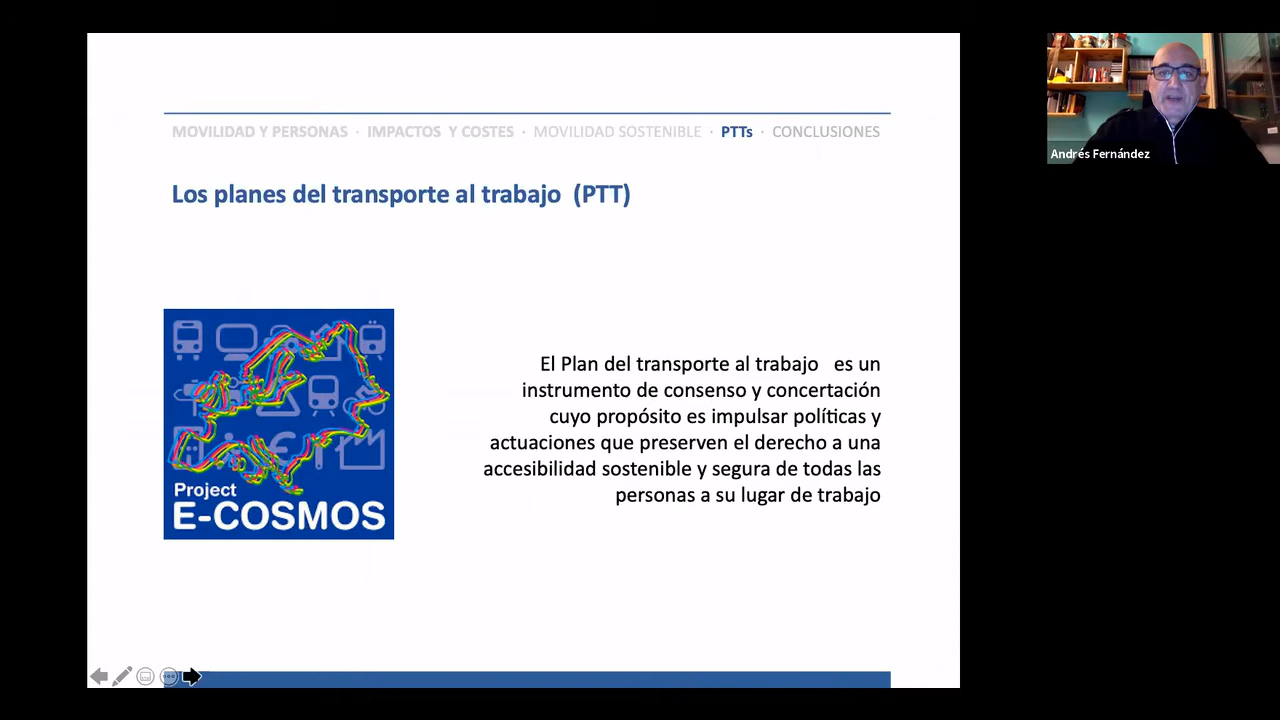 MOVILIDAD Y PERSONAS · IMPACTOS Y COSTES · MOVILIDAD SOSTENIBLE · PTTs · CONCLUSIONES
Los planes del transporte al trabajo (PTT)
El Plan del transporte al trabajo es un
instrumento de consenso y concertación
cuyo propósito es impulsar políticas y
actuaciones que preserven el derecho a una
accesibilidad sostenible y segura de todas las
personas a su lugar de trabajo
Project
E-COSMOS
Andrés Fernández